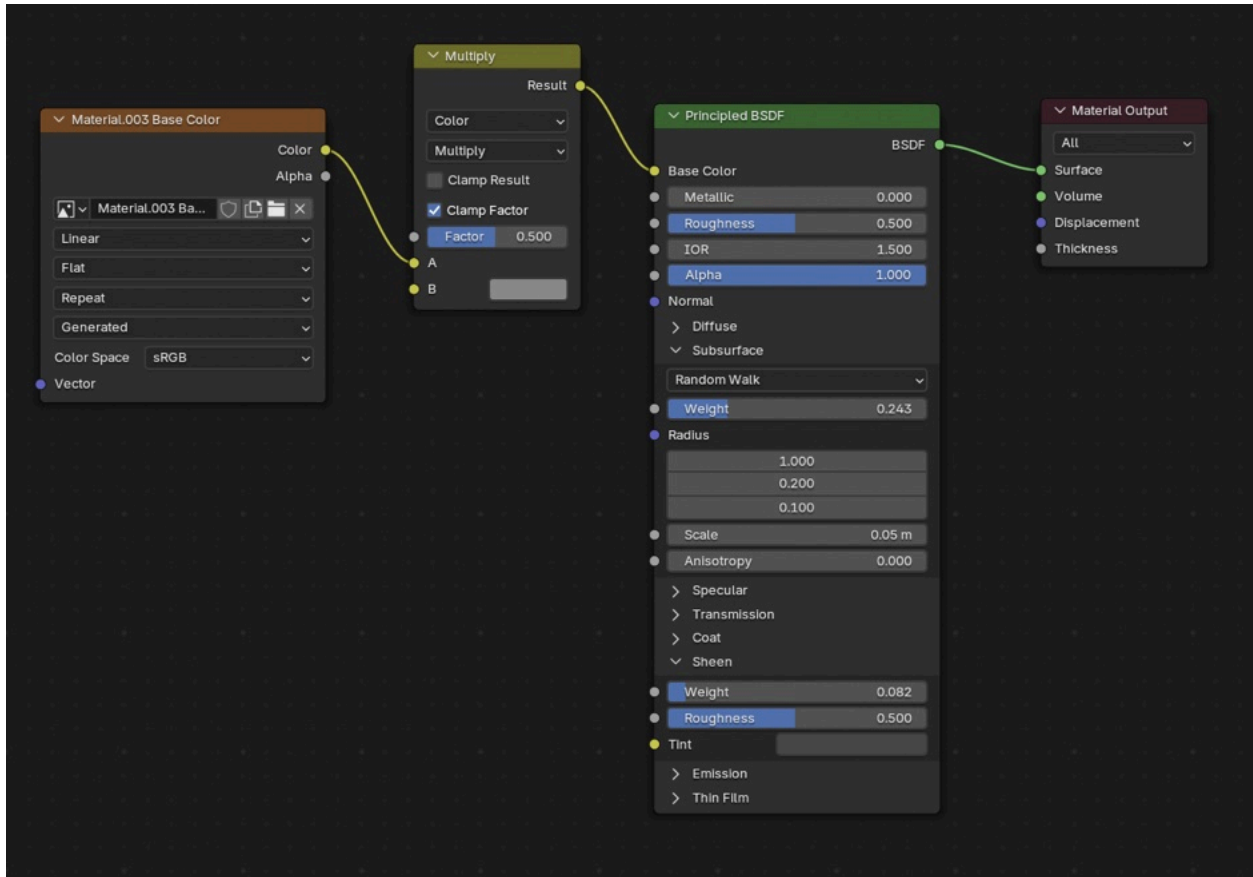 Material.003 Base Color
Color
Alpha
Material.003 Ba...
Linear
Flat
Repeat
Generated
Color Space sRGB
Vector
Multiply
Result
Color
Multiply
Clamp Result
Clamp Factor
Factor 0.500
A
B
Principled BSDF
BSDF
Base Color
Metallic 0.000
Roughness 0.500
IOR 1.500
Alpha 1.000
Normal
Diffuse
Subsurface
Random Walk
Weight 0.243
Radius
1.000
0.200
0.100
Scale 0.05 m
Anisotropy 0.000
Specular
Transmission
Coat
Sheen
Weight 0.082
Roughness 0.500
Tint
Emission
Thin Film
Material Output
All
Surface
Volume
Displacement
Thickness